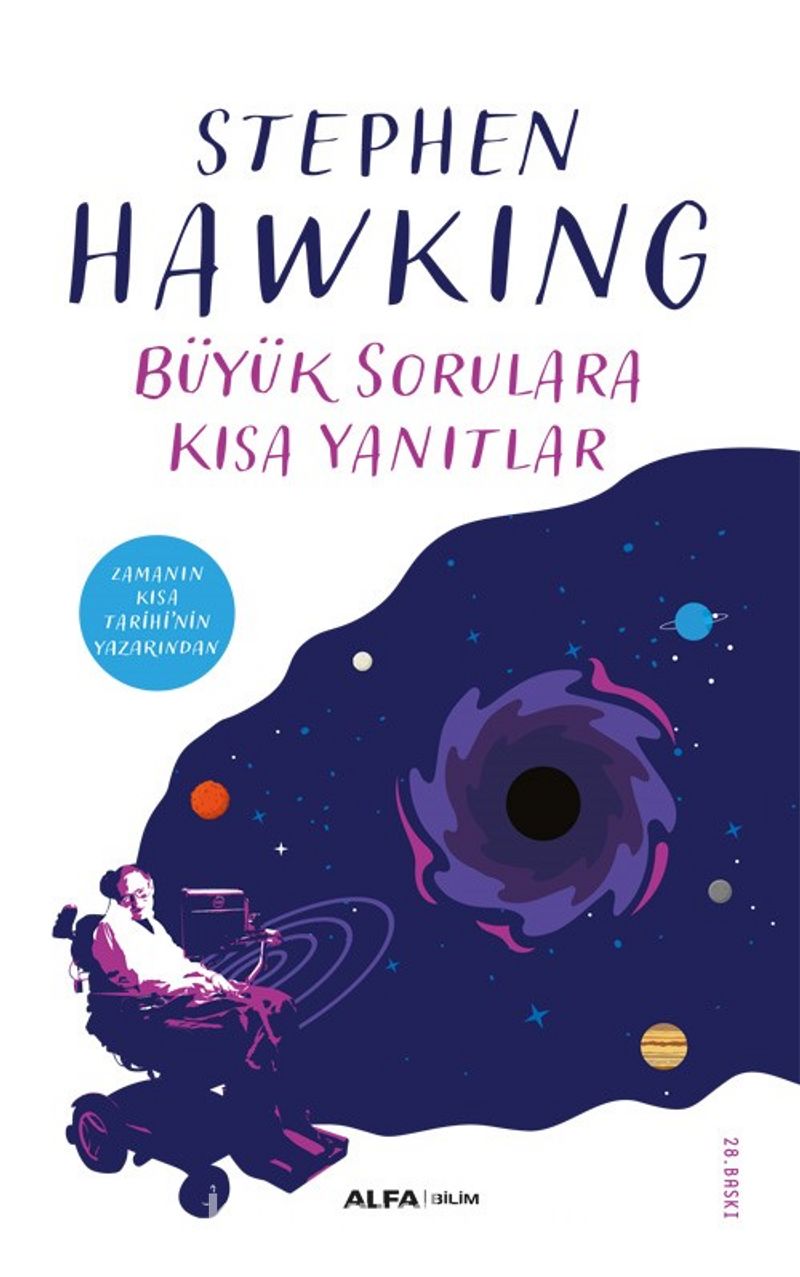 STEPHEN
HAWKING
BÜYÜK SORULARA
KISA YANITLAR
ZAMANIN
KISA
TARİHİ'NİN
YAZARINDAN
28. BASKI
ALFA | BİLİM